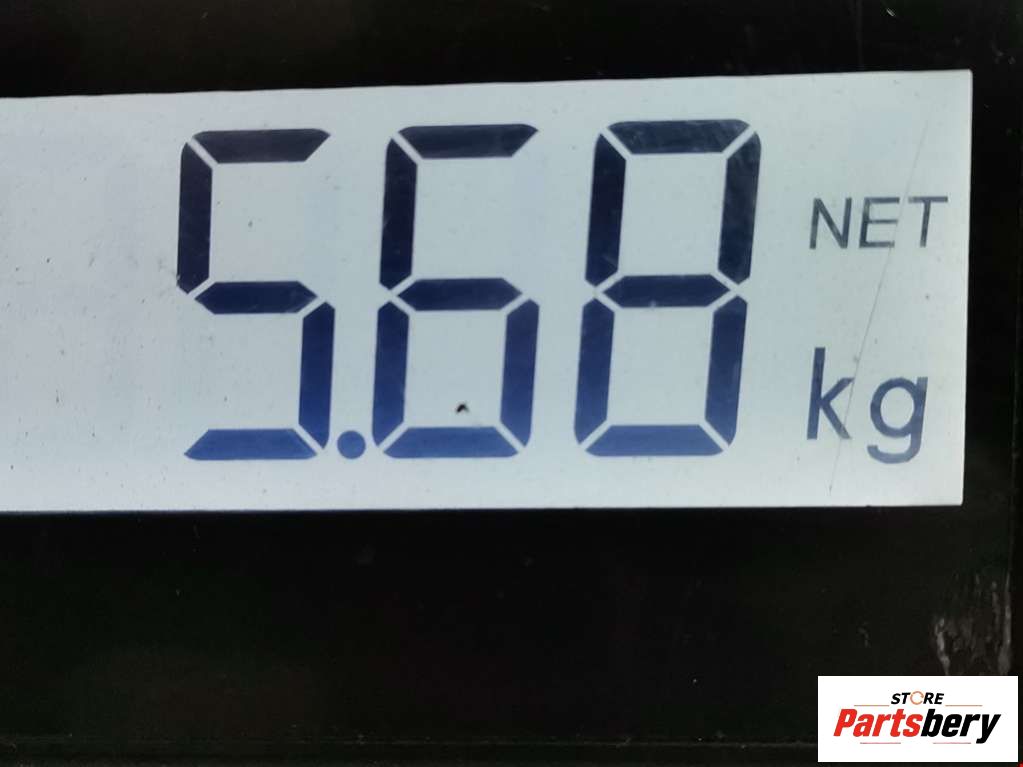 5.68
NET
kg
STORE
Partsbery